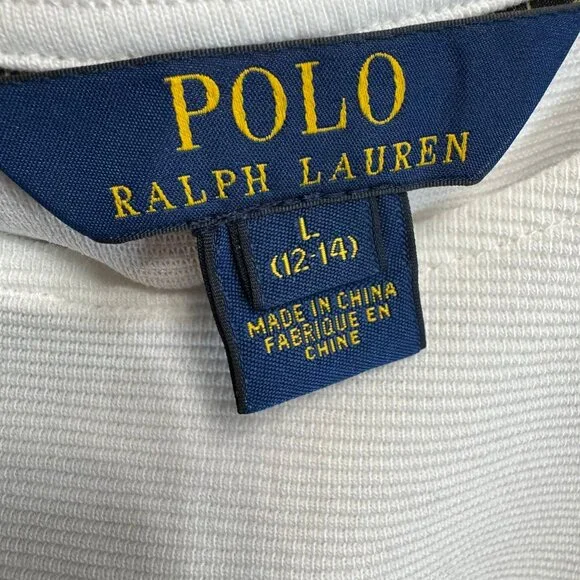 POLO
RALPH LAUREN
L
(12-14)
MADE IN CHINA
FABRIQUE EN
CHINE